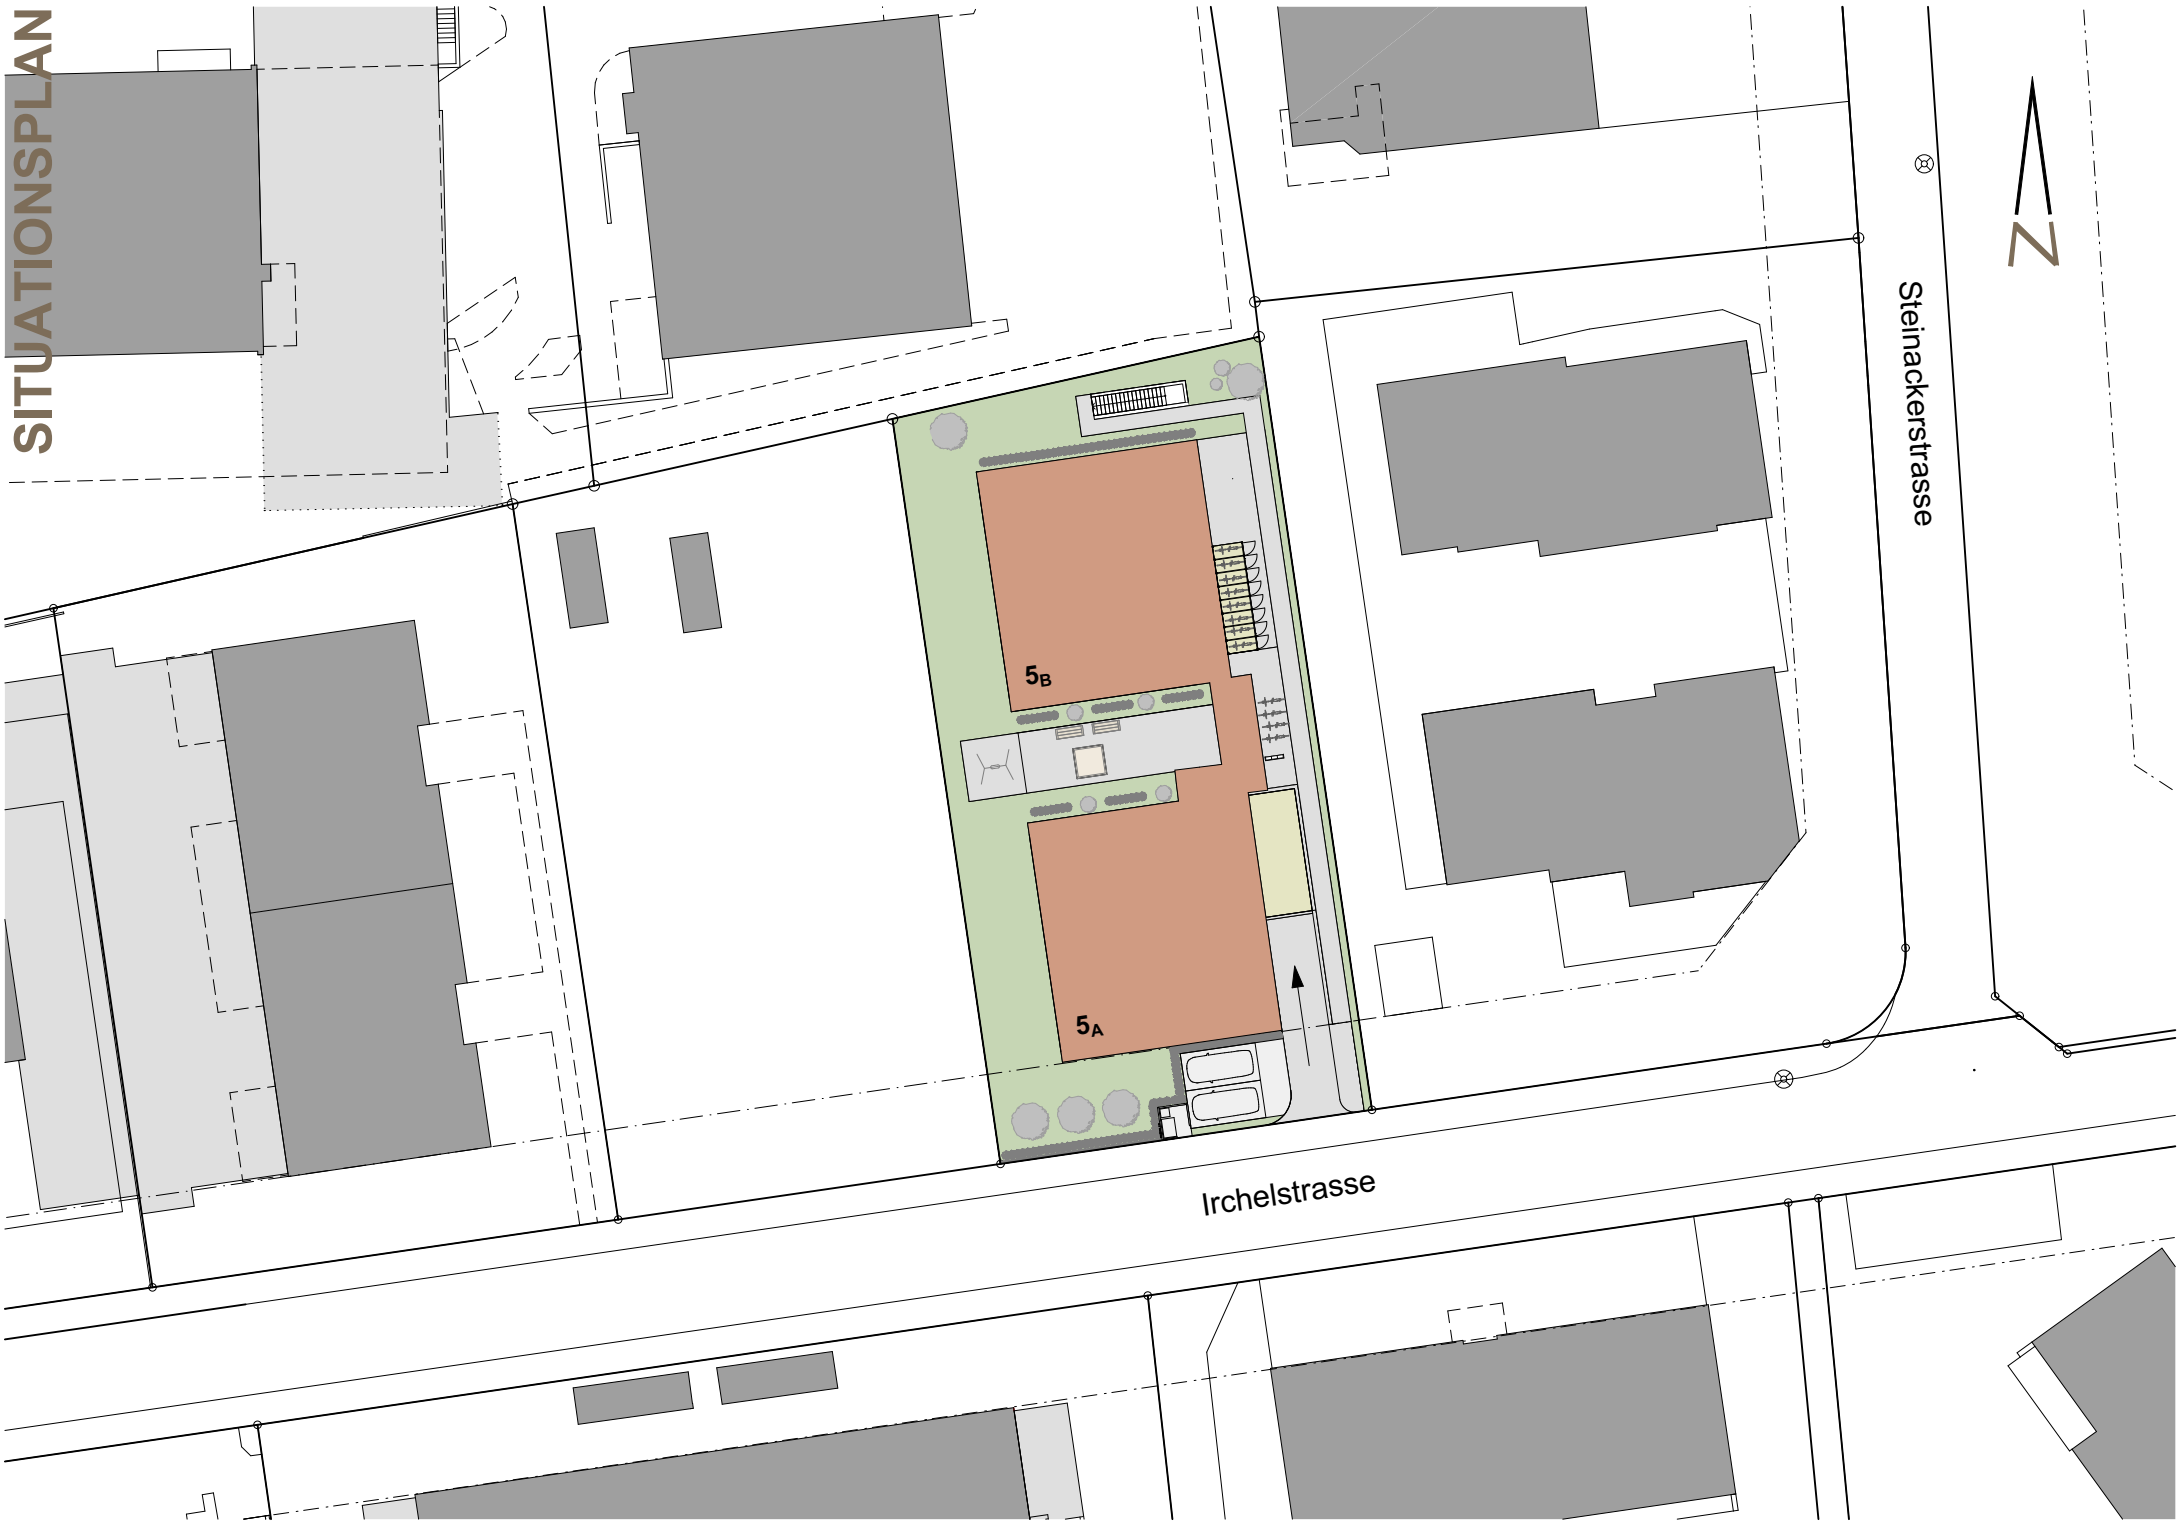 SITUATIONSPLAN
N
Steinackerstrasse
5B
5A
Irchelstrasse